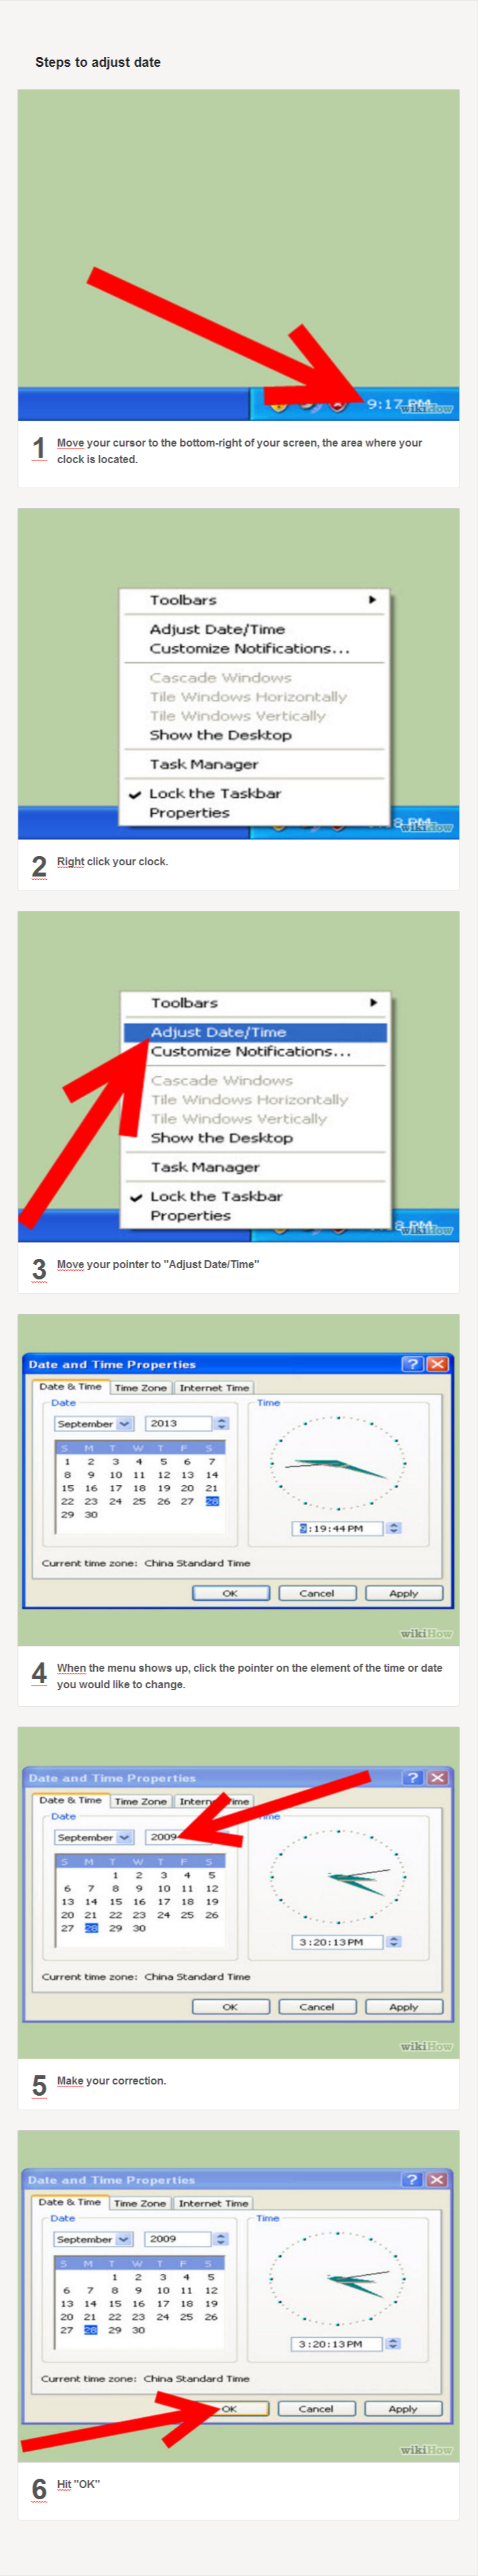 Steps to adjust date
9:17 PM
wikiHow
1 Move your cursor to the bottom-right of your screen, the area where your
clock is located.
Toolbars
Adjust Date/Time
Customize Notifications...
Cascade Windows
Tile Windows Horizontally
Tile Windows Vertically
Show the Desktop
Task Manager
Lock the Taskbar
Properties
8 PM
wikiHow
2 Right click your clock.
Toolbars
Adjust Date/Time
Customize Notifications...
Cascade Windows
Tile Windows Horizontally
Tile Windows Vertically
Show the Desktop
Task Manager
Lock the Taskbar
Properties
8 PM
wikiHow
3 Move your pointer to "Adjust Date/Time"
Date and Time Properties
Date & Time Time Zone Internet Time
Date Time
September 2013
S M T W T F S
1 2 3 4 5 6 7
8 9 10 11 12 13 14
15 16 17 18 19 20 21
22 23 24 25 26 27 28
29 30
9:19:44 PM
Current time zone: China Standard Time
OK Cancel Apply
wikiHow
4 When the menu shows up, click the pointer on the element of the time or date
you would like to change.
Date and Time Properties
Date & Time Time Zone Internet Time
Date Time
September 2009
S M T W T F S
1 2 3 4 5
6 7 8 9 10 11 12
13 14 15 16 17 18 19
20 21 22 23 24 25 26
27 28 29 30
3:20:13 PM
Current time zone: China Standard Time
OK Cancel Apply
wikiHow
5 Make your correction.
Date and Time Properties
Date & Time Time Zone Internet Time
Date Time
September 2009
S M T W T F S
1 2 3 4 5
6 7 8 9 10 11 12
13 14 15 16 17 18 19
20 21 22 23 24 25 26
27 28 29 30
3:20:13 PM
Current time zone: China Standard Time
OK Cancel Apply
wikiHow
6 Hit "OK"